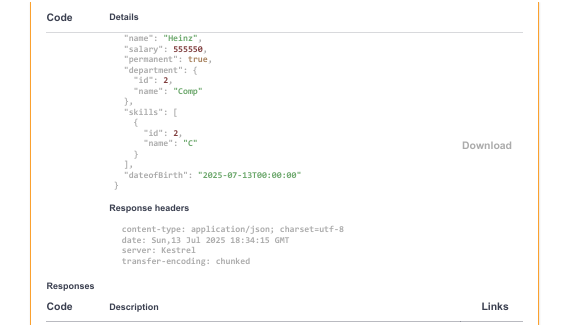 Code Details
"name": "Heinz",
"salary": 555550,
"permanent": true,
"department": {
"id": 2,
"name": "Comp"
},
"skills": [
{
"id": 2,
"name": "C"
}
],
"dateofBirth": "2025-07-13T00:00:00"
}
Download
Response headers
content-type: application/json; charset=utf-8
date: Sun,13 Jul 2025 18:34:15 GMT
server: Kestrel
transfer-encoding: chunked
Responses
Code Description Links